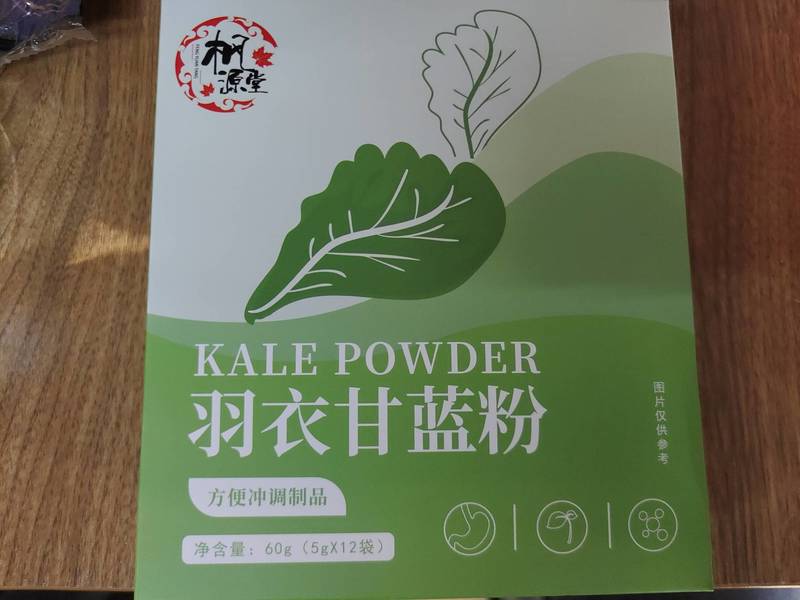 源堂
KALE POWDER
羽衣甘蓝粉
图片仅供参考
方便冲调制品
净含量：60g（5gX12袋）